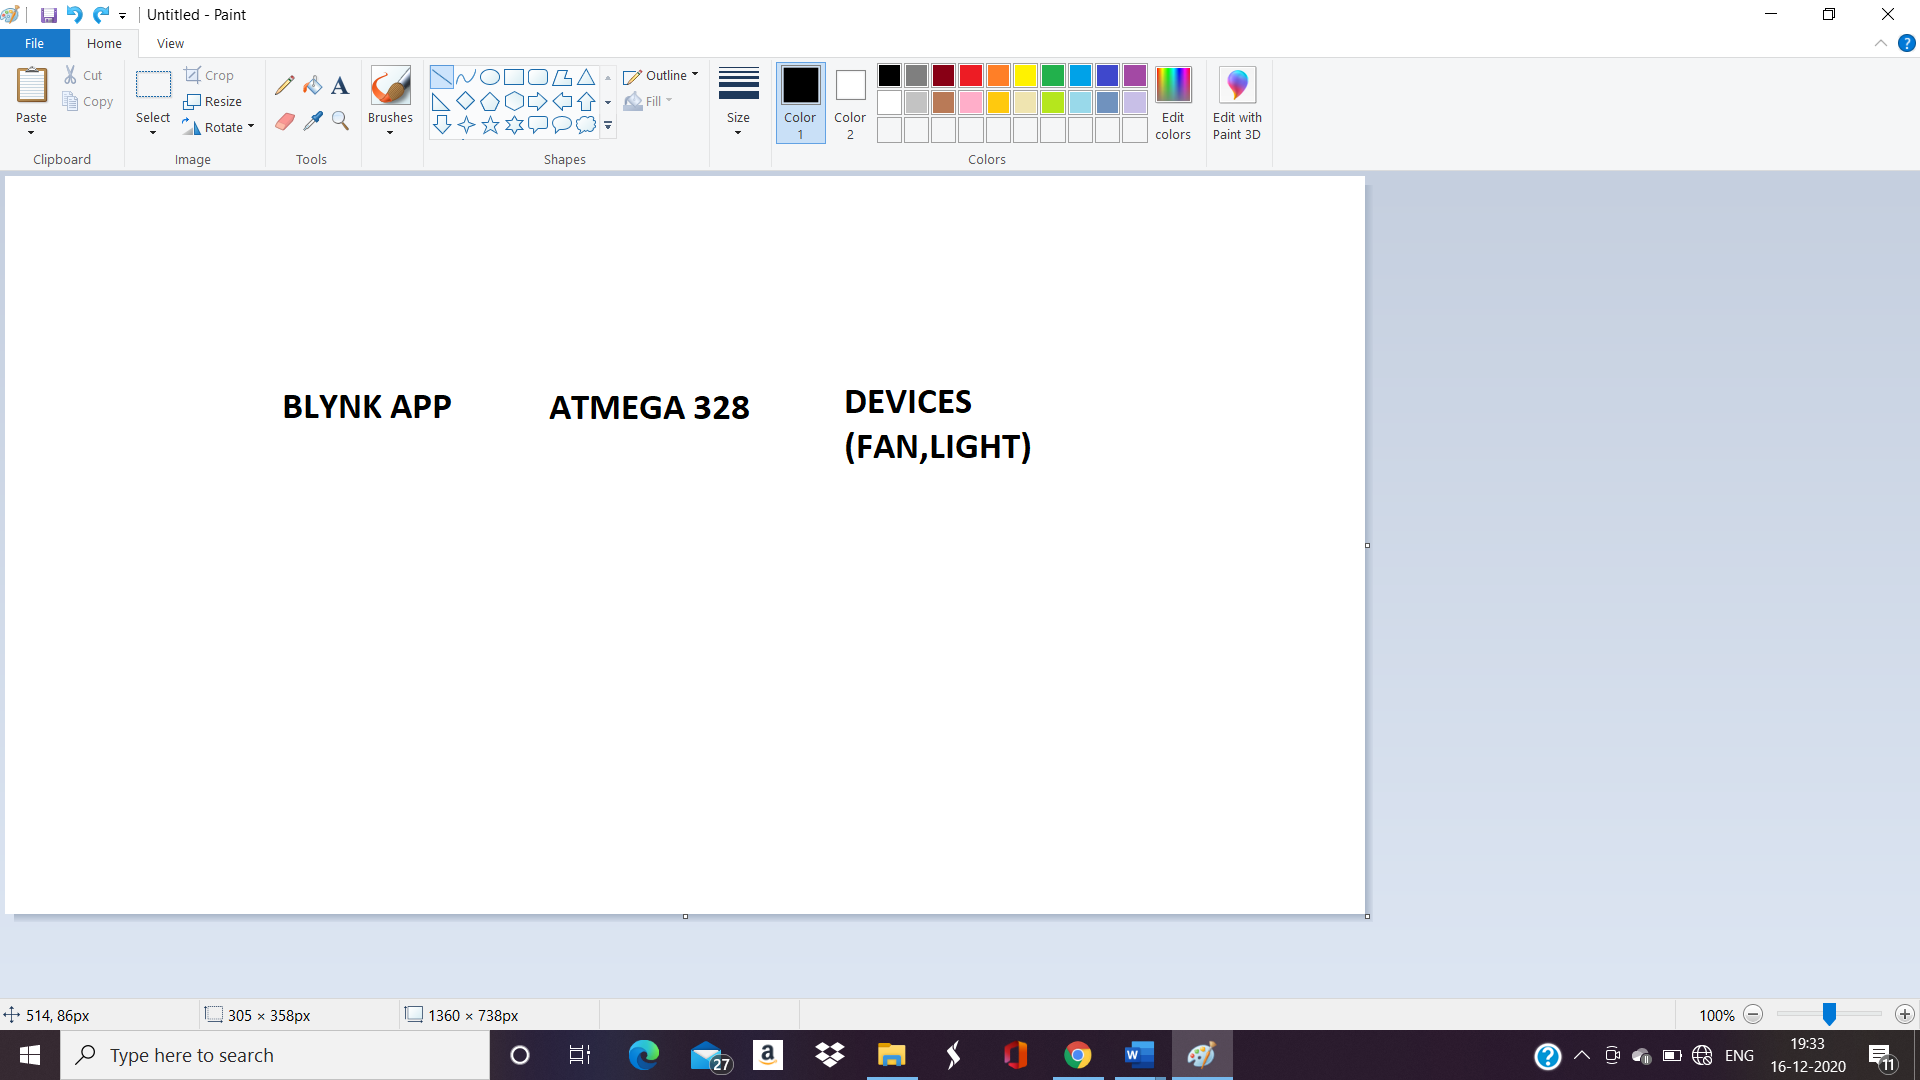 Untitled - Paint
File Home View
Paste
Cut
Copy
Clipboard
Select
Crop
Resize
Rotate
Image
A
Tools
Brushes
Outline
Fill
Shapes
Size
Color 1
Color 2
Edit colors
Colors
Edit with Paint 3D
BLYNK APP ATMEGA 328 DEVICES
(FAN,LIGHT)
514, 86px 305 × 358px 1360 × 738px 100%
Type here to search
27
a
W
ENG
19:33
16-12-2020
11